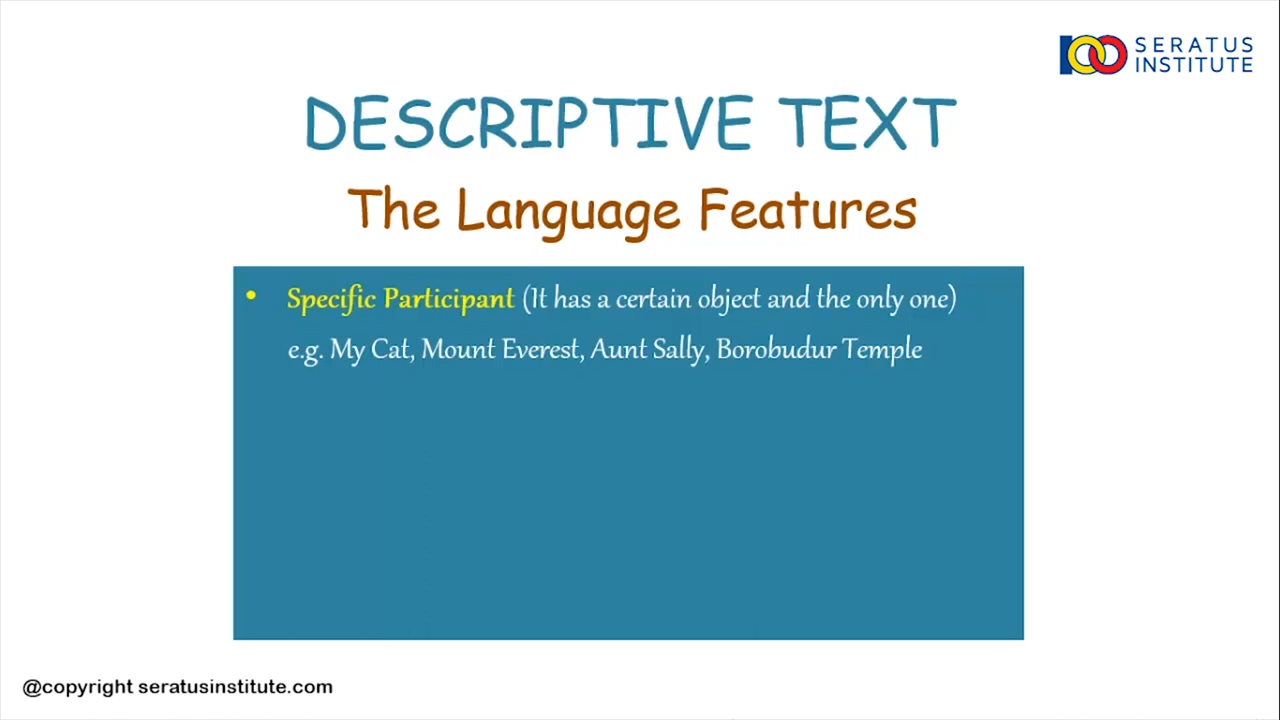 100 SERATUS
INSTITUTE
DESCRIPTIVE TEXT
The Language Features
• Specific Participant (It has a certain object and the only one)
e.g. My Cat, Mount Everest, Aunt Sally, Borobudur Temple
@copyright seratusinstitute.com